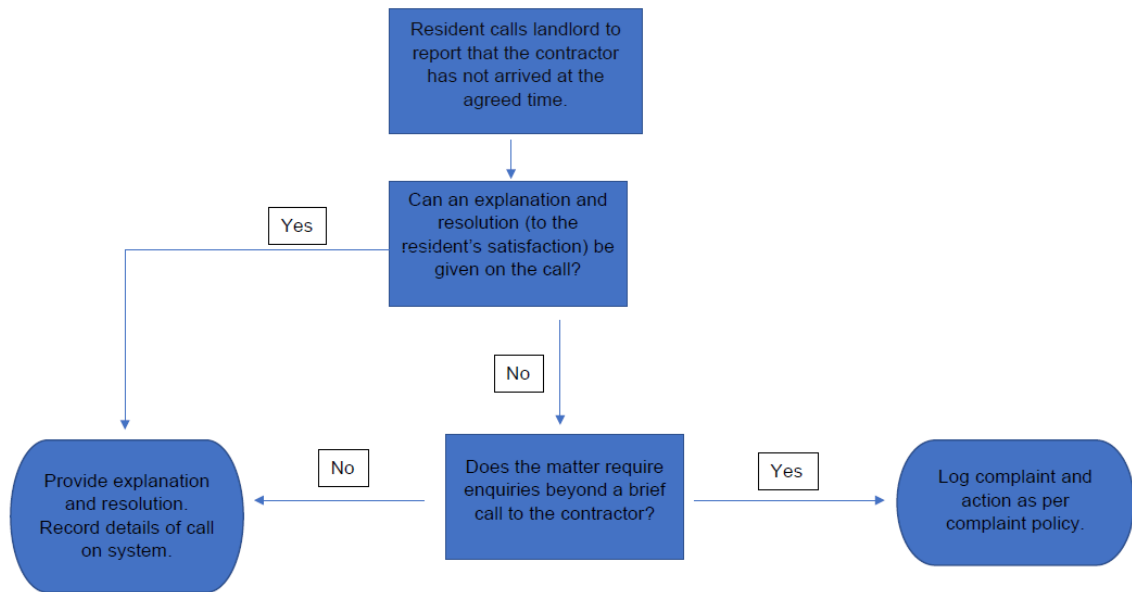 Resident calls landlord to
report that the contractor
has not arrived at the
agreed time.
Can an explanation and
resolution (to the
resident's satisfaction) be
given on the call?
Yes
No
Does the matter require
enquiries beyond a brief
call to the contractor?
No
Yes
Provide explanation
and resolution.
Record details of call
on system.
Log complaint and
action as per
complaint policy.